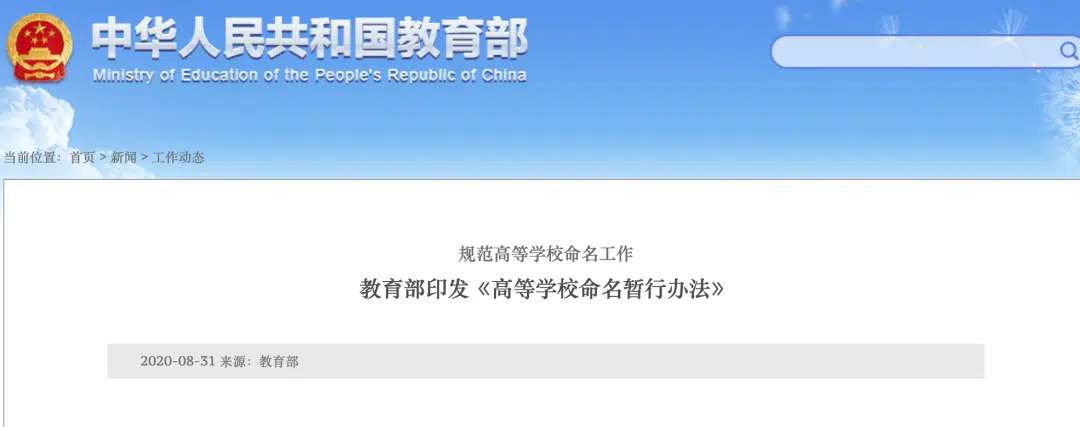 中华人民共和国教育部
Ministry of Education of the People's Republic of China
当前位置：首页 > 新闻 > 工作动态
规范高等学校命名工作
教育部印发《高等学校命名暂行办法》
2020-08-31 来源：教育部